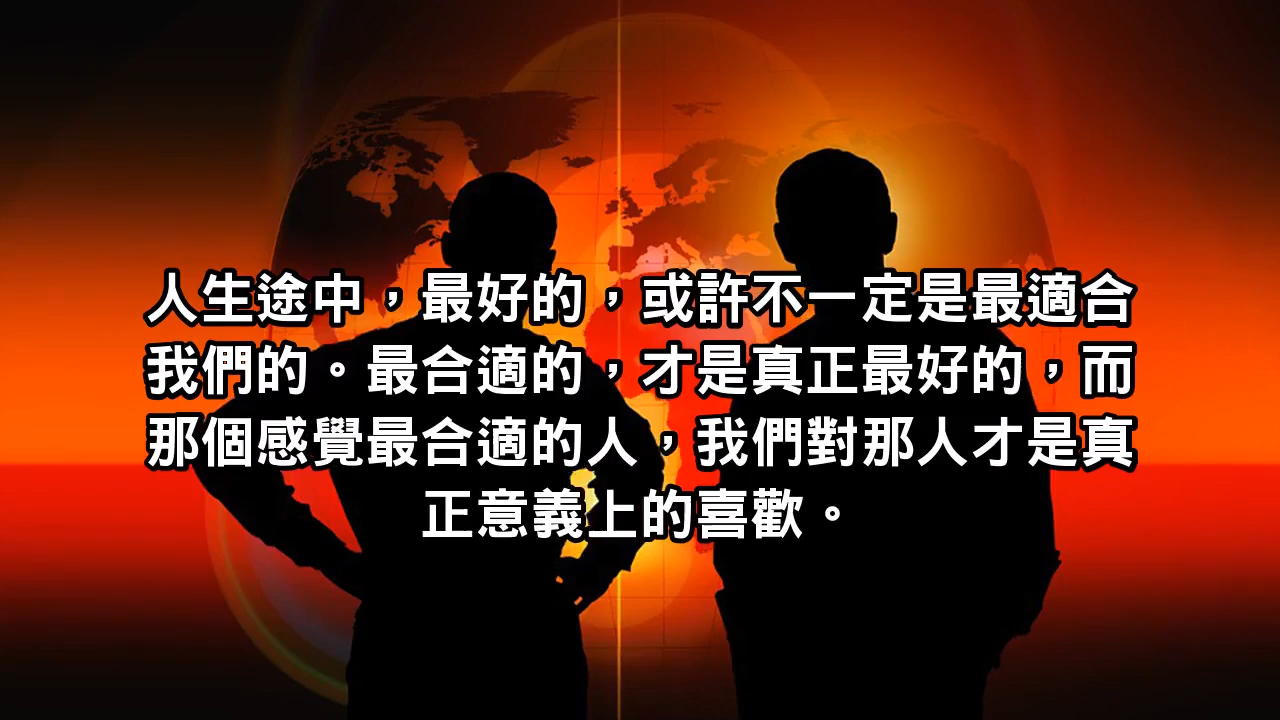 人生途中，最好的，或許不一定是最適合
我們的。最合適的，才是真正最好的，而
那個感覺最合適的人，我們對那人才是真
正意義上的喜歡。